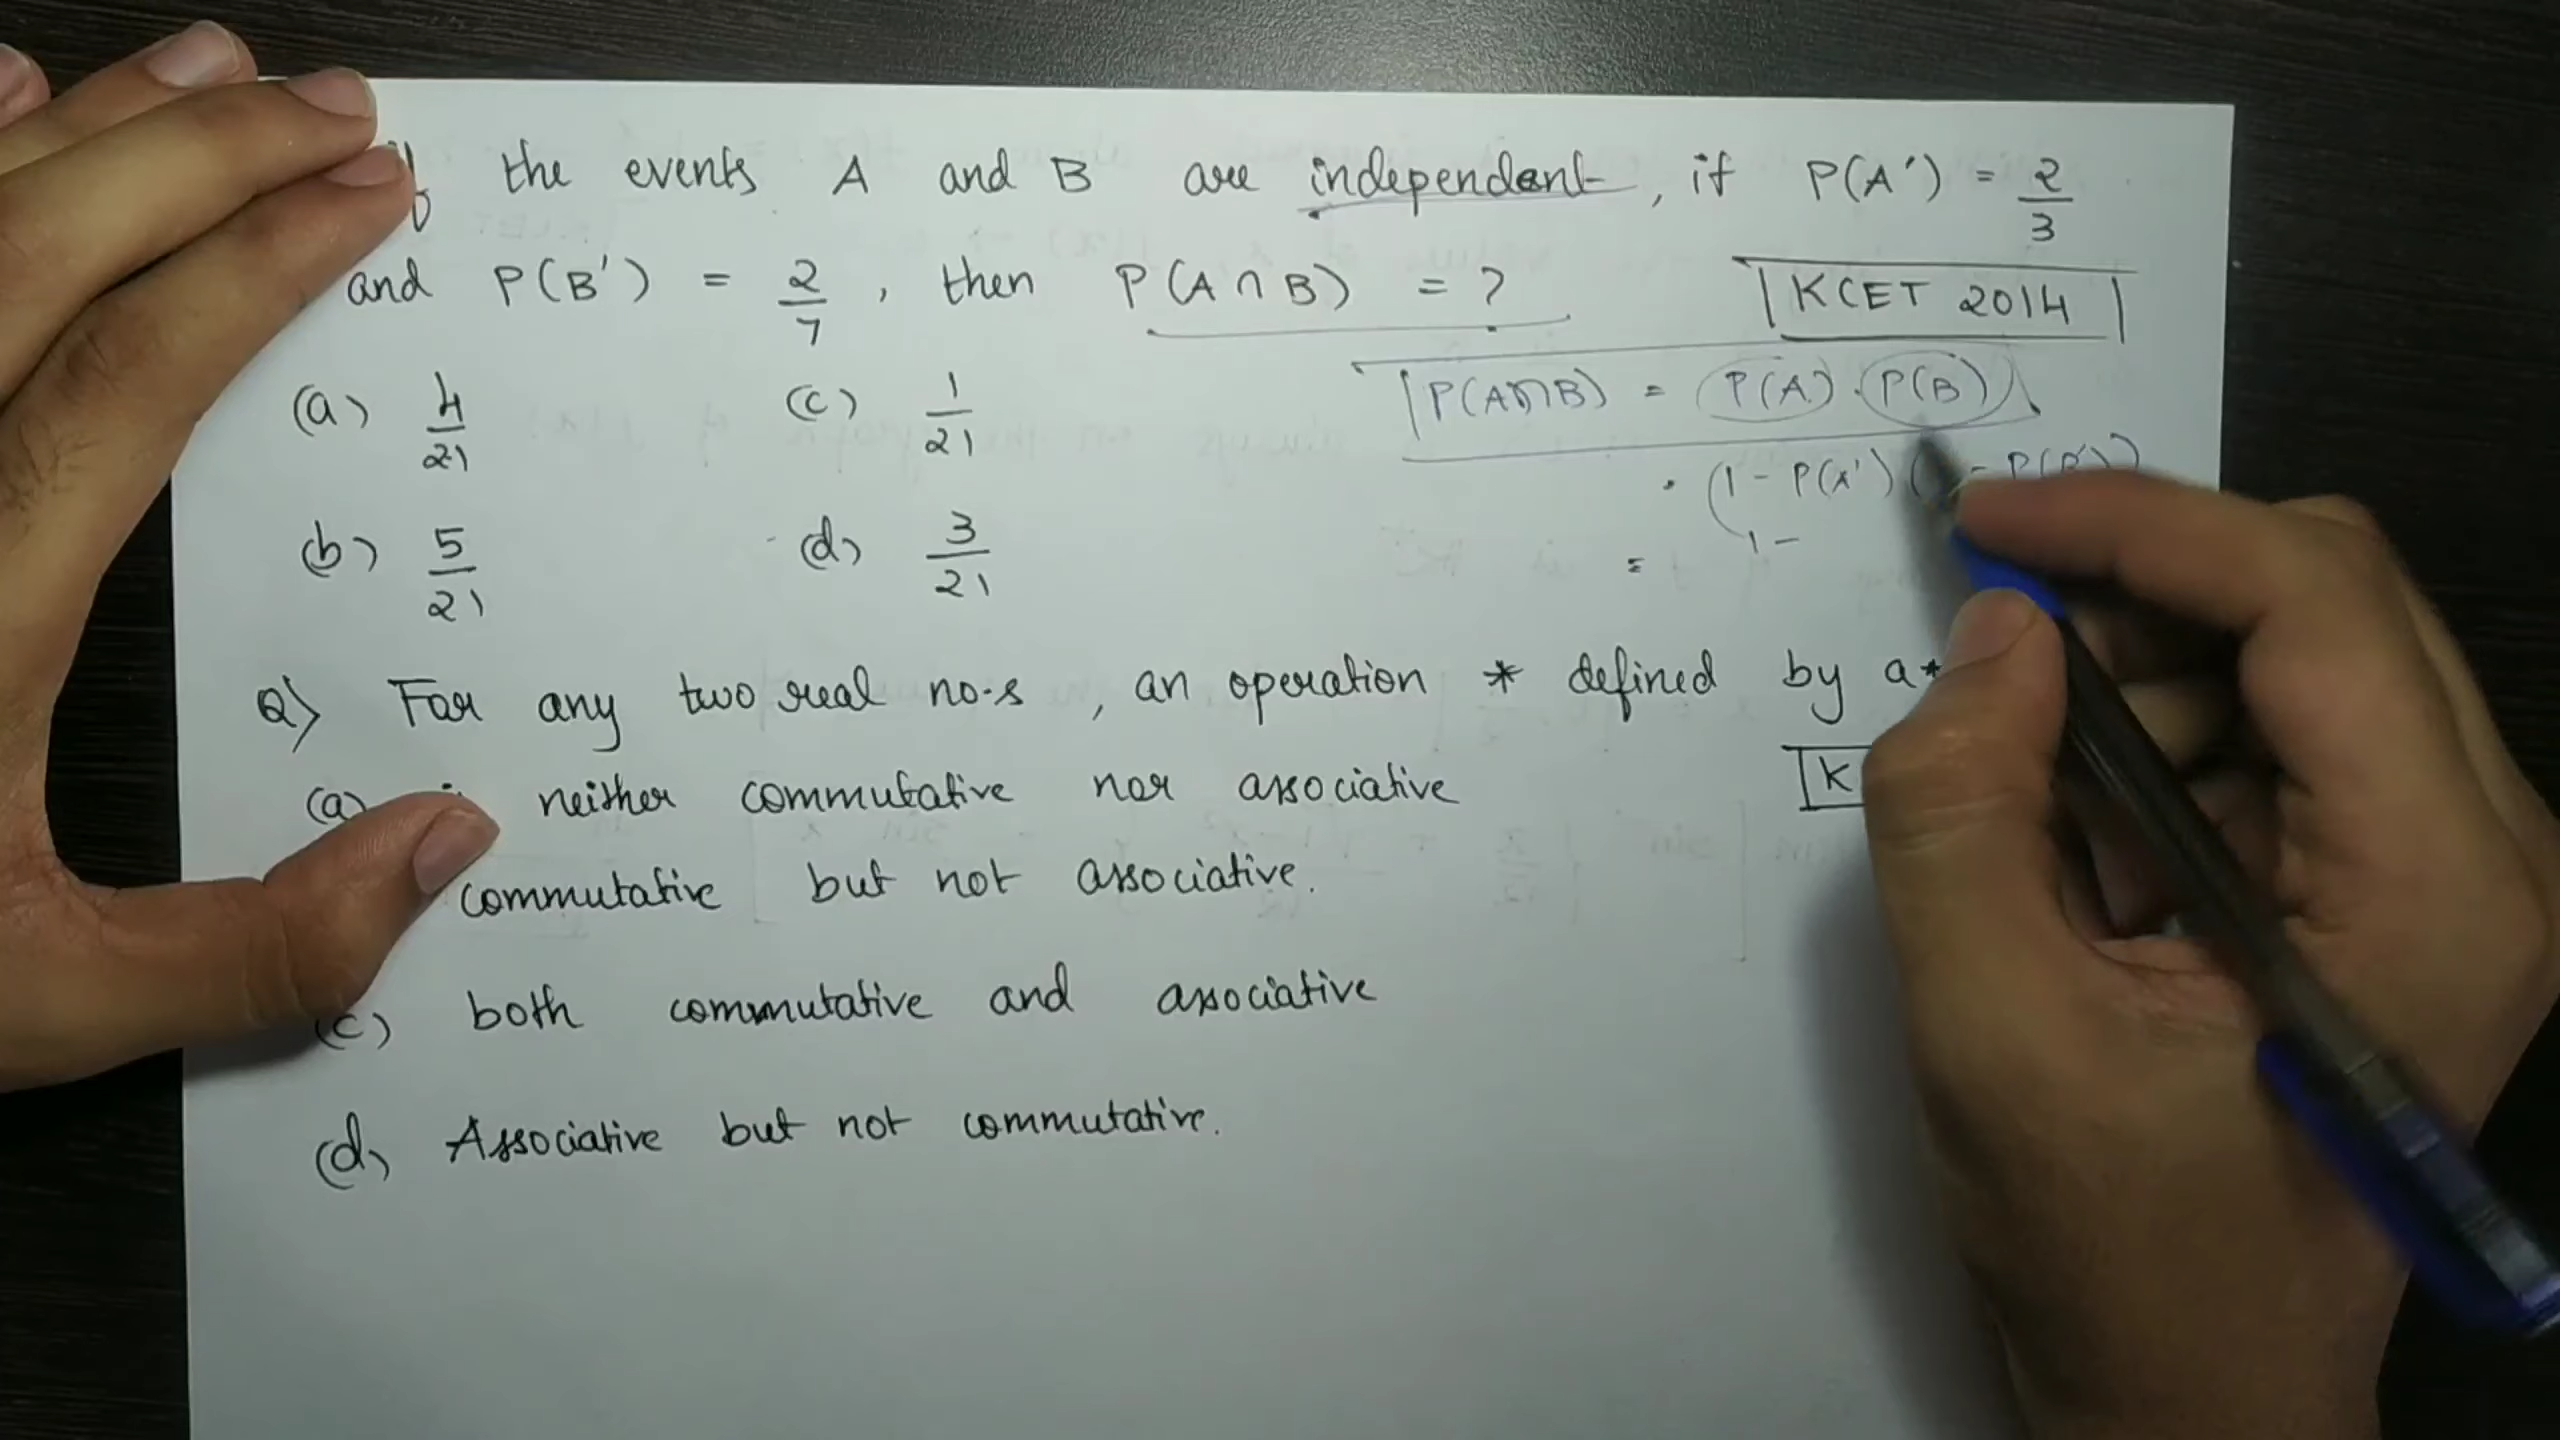 If the events A and B are independent, if P(A') = 2/3
and P(B') = 2/7, then P(A∩B) = ?
KCET 2014
(a) 4/21 (c) 1/21
P(A∩B) = P(A) . P(B)
(1 - P(A') ( - P(B'))
(b) 5/21 (d) 3/21
= 1 -
Q) For any two real no.s, an operation * defined by a*
(a) neither commutative nor associative
K
commutative but not associative.
(c) both commutative and associative
(d) Associative but not commutative.